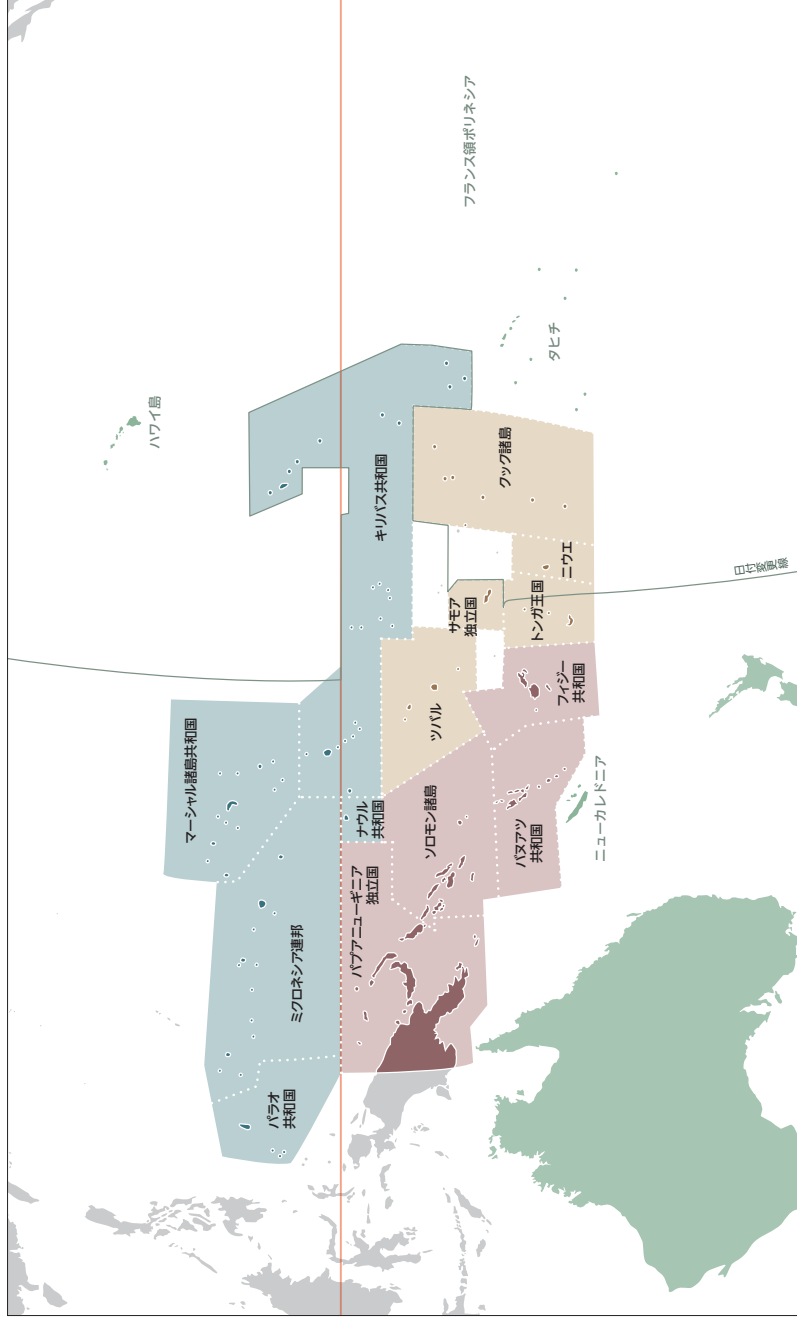 ハワイ島
マーシャル諸島共和国
ミクロネシア連邦
パラオ
共和国
キリバス共和国
ナウル
共和国
パプアニューギニア
独立国
ソロモン諸島
ツバル
サモア
独立国
クック諸島
ニウエ
トンガ王国
フィジー
共和国
バヌアツ
共和国
ニューカレドニア
タヒチ
フランス領ポリネシア
日付変更線